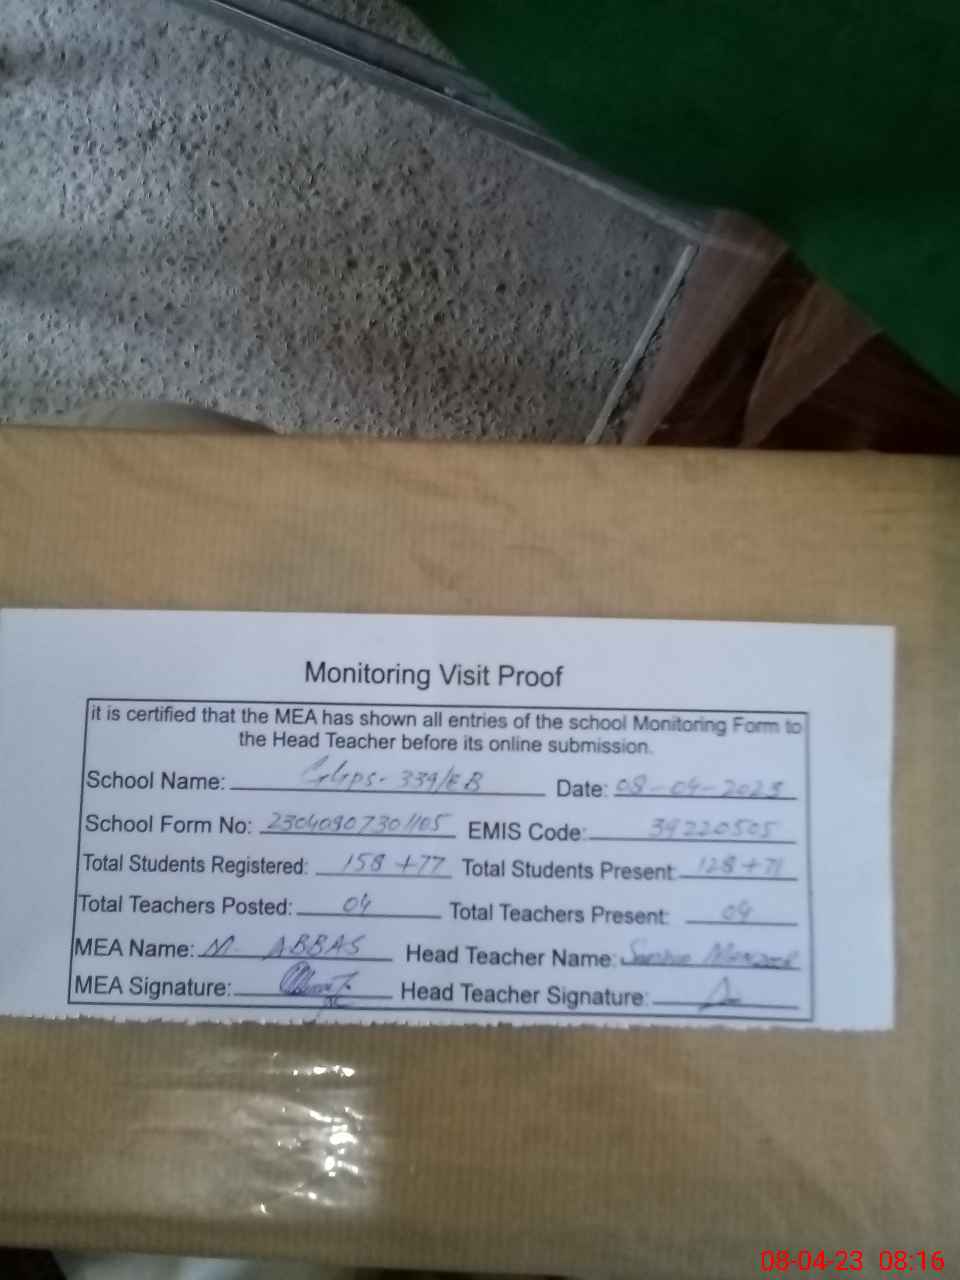 Monitoring Visit Proof
it is certified that the MEA has shown all entries of the school Monitoring Form to
the Head Teacher before its online submission.
School Name: GGPS- 339/EB Date: 08-04-2023
School Form No: 23040907301105 EMIS Code: 39220505
Total Students Registered: 158+77 Total Students Present: 128+71
Total Teachers Posted: 04 Total Teachers Present: 04
MEA Name: M. ABBAS Head Teacher Name:
MEA Signature: Head Teacher Signature:
08-04-23 08:16